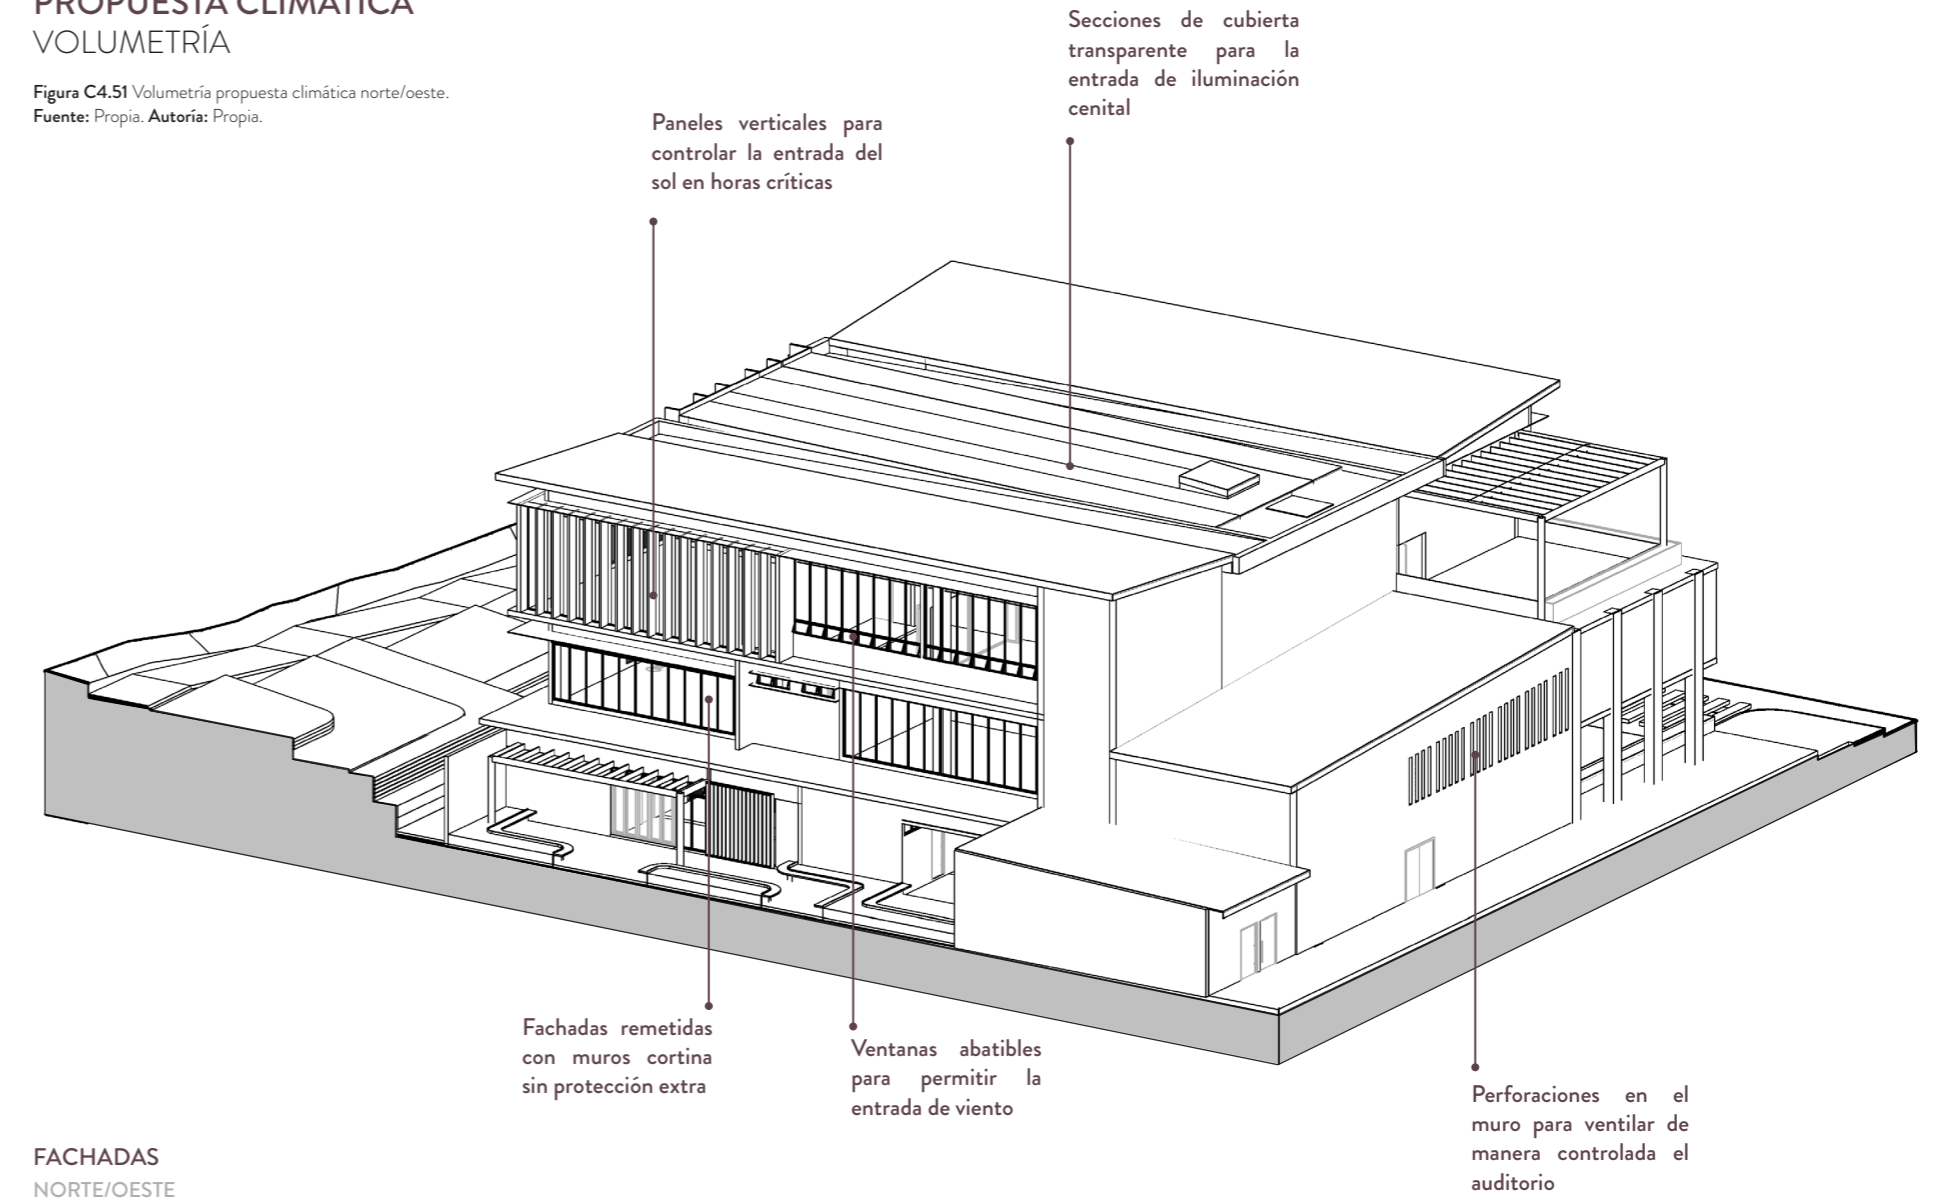 PROPUESTA CLIMÁTICA
VOLUMETRÍA
Figura C4.51 Volumetría propuesta climática norte/oeste.
Fuente: Propia. Autoría: Propia.
Secciones de cubierta
transparente para la
entrada de iluminación
cenital
Paneles verticales para
controlar la entrada del
sol en horas críticas
Fachadas remetidas
con muros cortina
sin protección extra
Ventanas abatibles
para permitir la
entrada de viento
Perforaciones en el
muro para ventilar de
manera controlada el
auditorio
FACHADAS
NORTE/OESTE